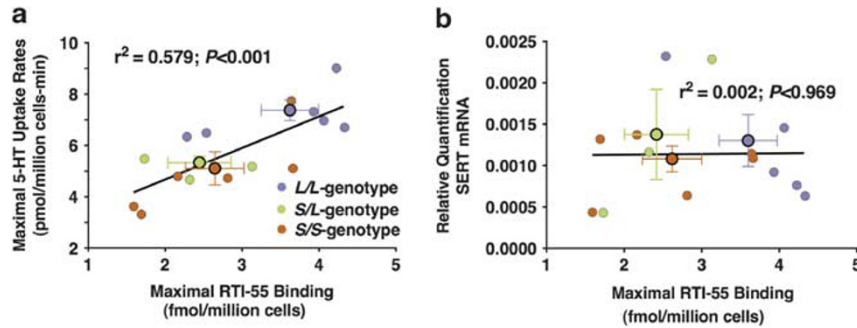 a
r² = 0.579; P<0.001
Maximal 5-HT Uptake Rates
(pmol/million cells-min)
10
8
6
4
2
L/L-genotype
S/L-genotype
S/S-genotype
1 2 3 4 5
Maximal RTI-55 Binding
(fmol/million cells)
b
r² = 0.002; P<0.969
Relative Quantification
SERT mRNA
0.0025
0.0020
0.0015
0.0010
0.0005
0.0000
1 2 3 4 5
Maximal RTI-55 Binding
(fmol/million cells)